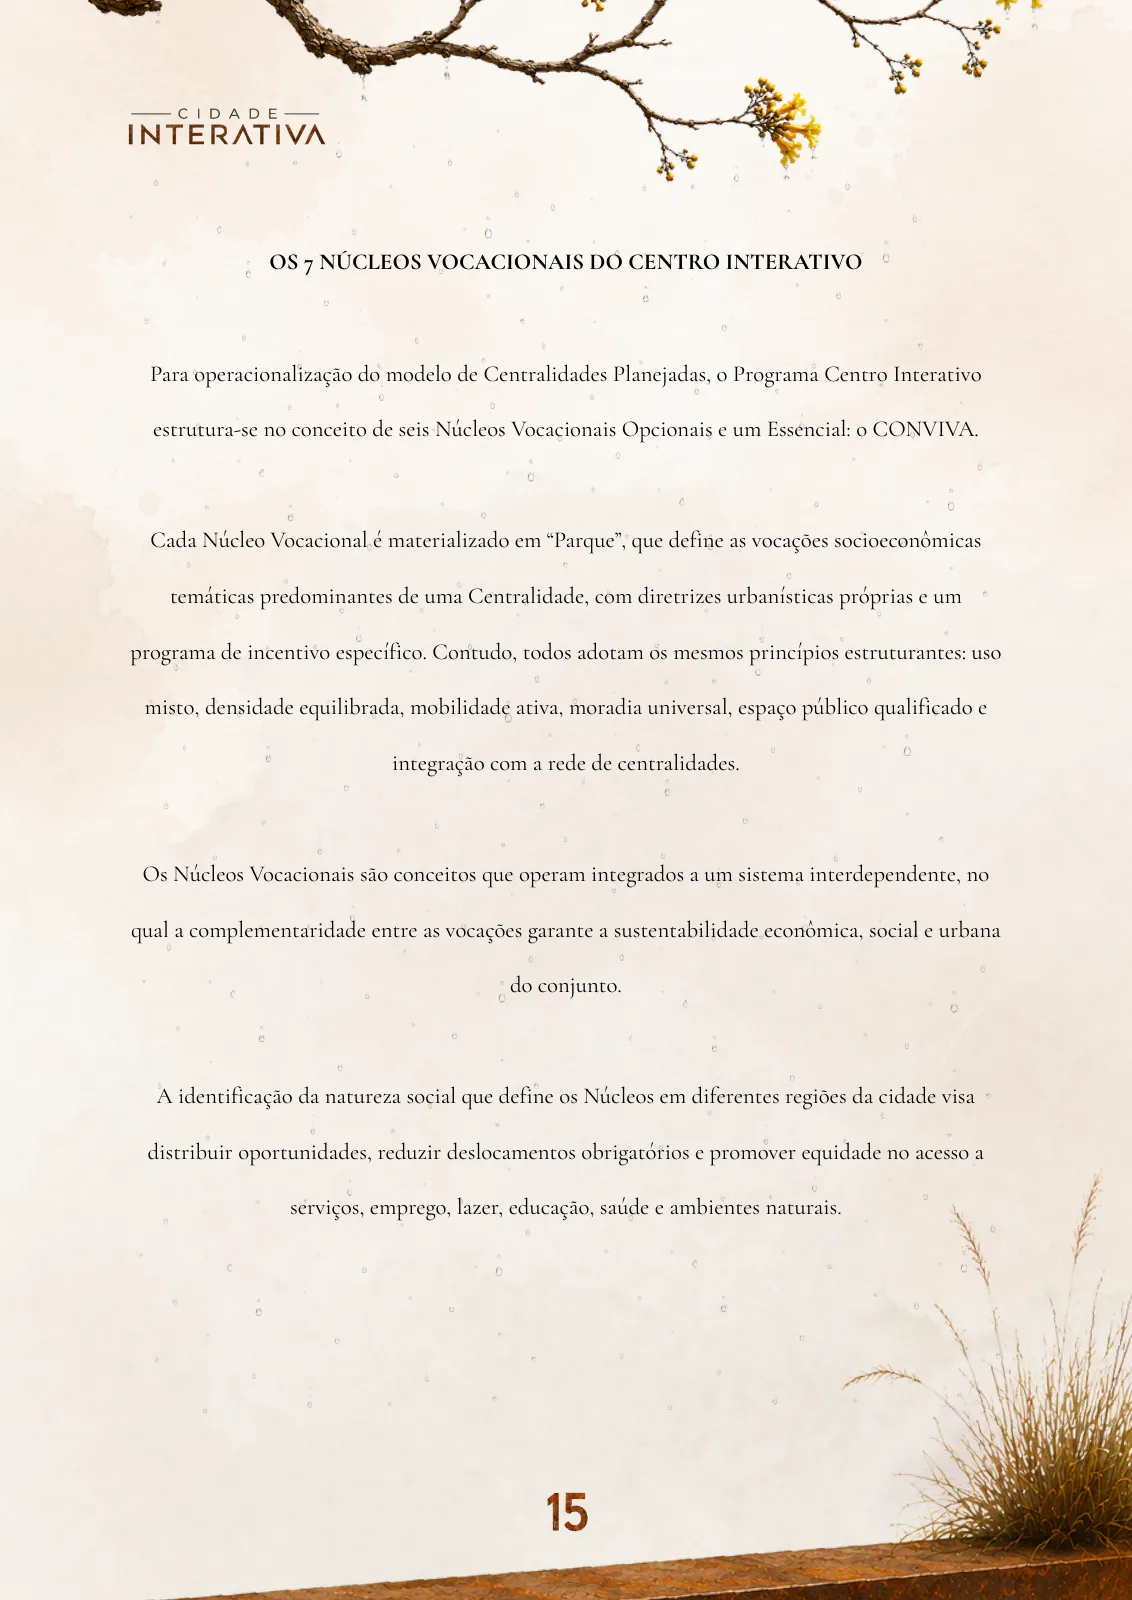 CIDADE
INTERATIVA
OS 7 NÚCLEOS VOCACIONAIS DO CENTRO INTERATIVO
Para operacionalização do modelo de Centralidades Planejadas, o Programa Centro Interativo
estrutura-se no conceito de seis Núcleos Vocacionais Opcionais e um Essencial: o CONVIVA.
Cada Núcleo Vocacional é materializado em “Parque”, que define as vocações socioeconômicas
temáticas predominantes de uma Centralidade, com diretrizes urbanísticas próprias e um
programa de incentivo específico. Contudo, todos adotam os mesmos princípios estruturantes: uso
misto, densidade equilibrada, mobilidade ativa, moradia universal, espaço público qualificado e
integração com a rede de centralidades.
Os Núcleos Vocacionais são conceitos que operam integrados a um sistema interdependente, no
qual a complementaridade entre as vocações garante a sustentabilidade econômica, social e urbana
do conjunto.
A identificação da natureza social que define os Núcleos em diferentes regiões da cidade visa
distribuir oportunidades, reduzir deslocamentos obrigatórios e promover equidade no acesso a
serviços, emprego, lazer, educação, saúde e ambientes naturais.
15